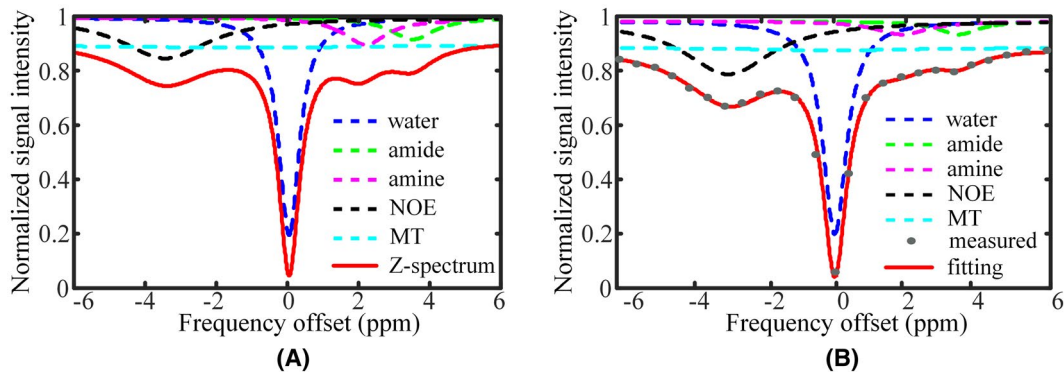 Normalized signal intensity
1
0.8
0.6
0.4
0.2
0
-6
-4
-2
0
2
4
6
Frequency offset (ppm)
water
amide
amine
NOE
MT
Z-spectrum
(A)
Normalized signal intensity
1
0.8
0.6
0.4
0.2
0
-6
-4
-2
0
2
4
6
Frequency offset (ppm)
water
amide
amine
NOE
MT
measured
fitting
(B)